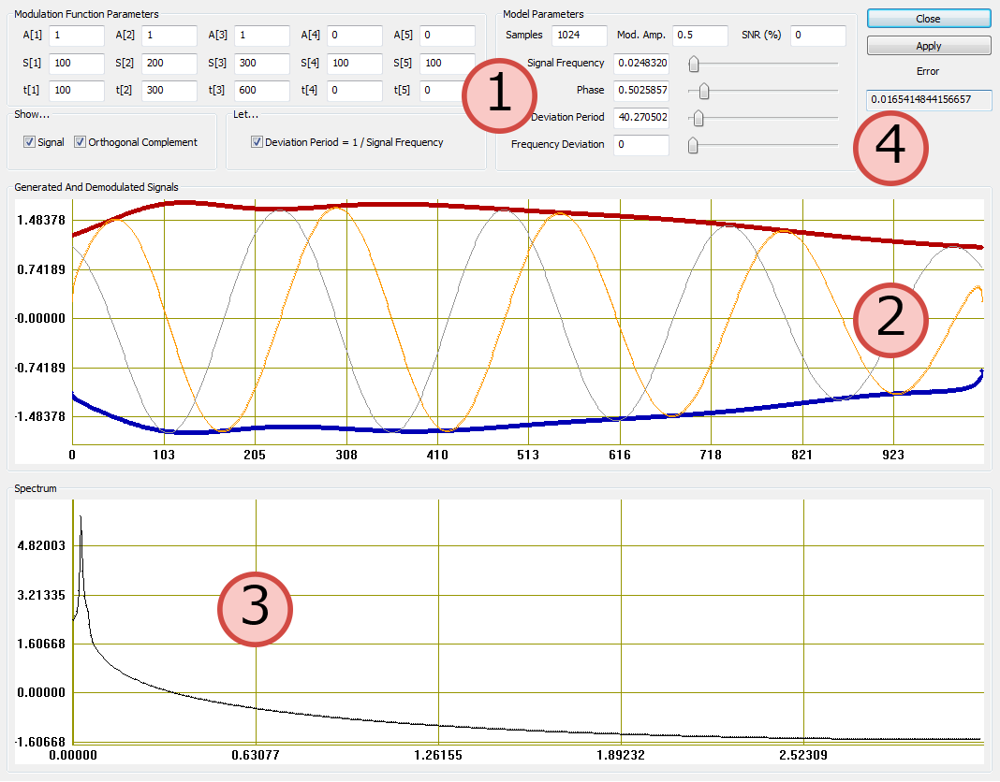 Modulation Function Parameters
A[1] 1 A[2] 1 A[3] 1 A[4] 0 A[5] 0
S[1] 100 S[2] 200 S[3] 300 S[4] 100 S[5] 100
t[1] 100 t[2] 300 t[3] 600 t[4] 0 t[5] 0
Show...
Signal Orthogonal Complement
Let...
Deviation Period = 1 / Signal Frequency
1
Model Parameters
Samples 1024 Mod. Amp. 0.5 SNR (%) 0
Signal Frequency 0.0248320
Phase 0.5025857
Deviation Period 40.270502
Frequency Deviation 0
Close
Apply
Error
0.0165414844156657
4
Generated And Demodulated Signals
1.48378
0.74189
-0.00000
-0.74189
-1.48378
0 103 205 308 410 513 616 718 821 923
2
Spectrum
4.82003
3.21335
1.60668
0.00000
-1.60668
0.00000 0.63077 1.26155 1.89232 2.52309
3